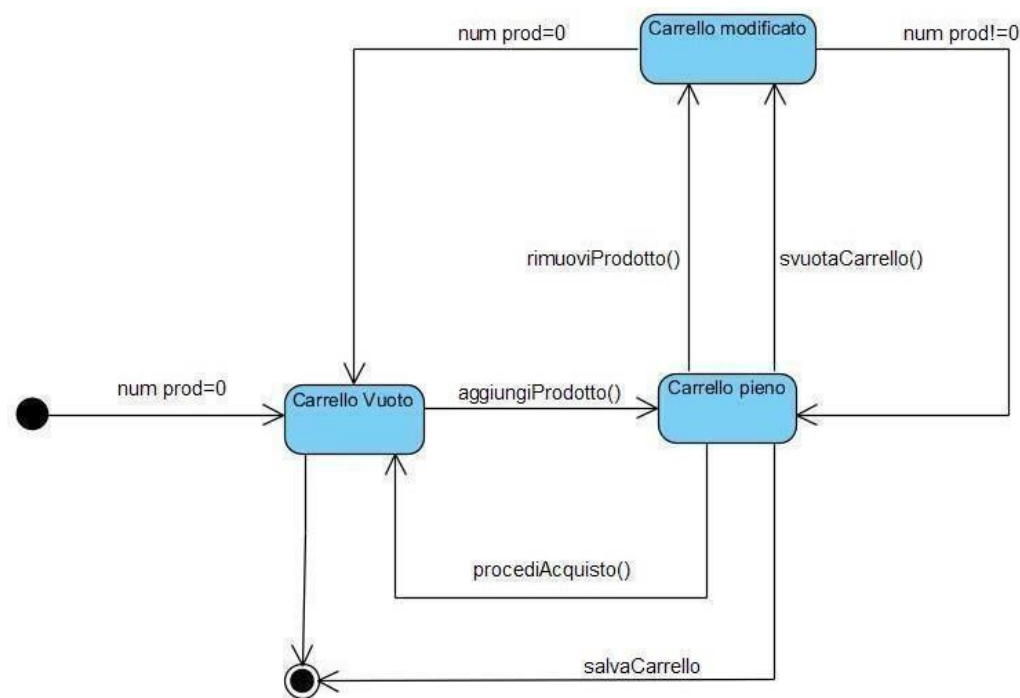 num prod=0
Carrello modificato
num prod!=0
rimuoviProdotto()
svuotaCarrello()
num prod=0
Carrello Vuoto
aggiungiProdotto()
Carrello pieno
procediAcquisto()
salvaCarrello